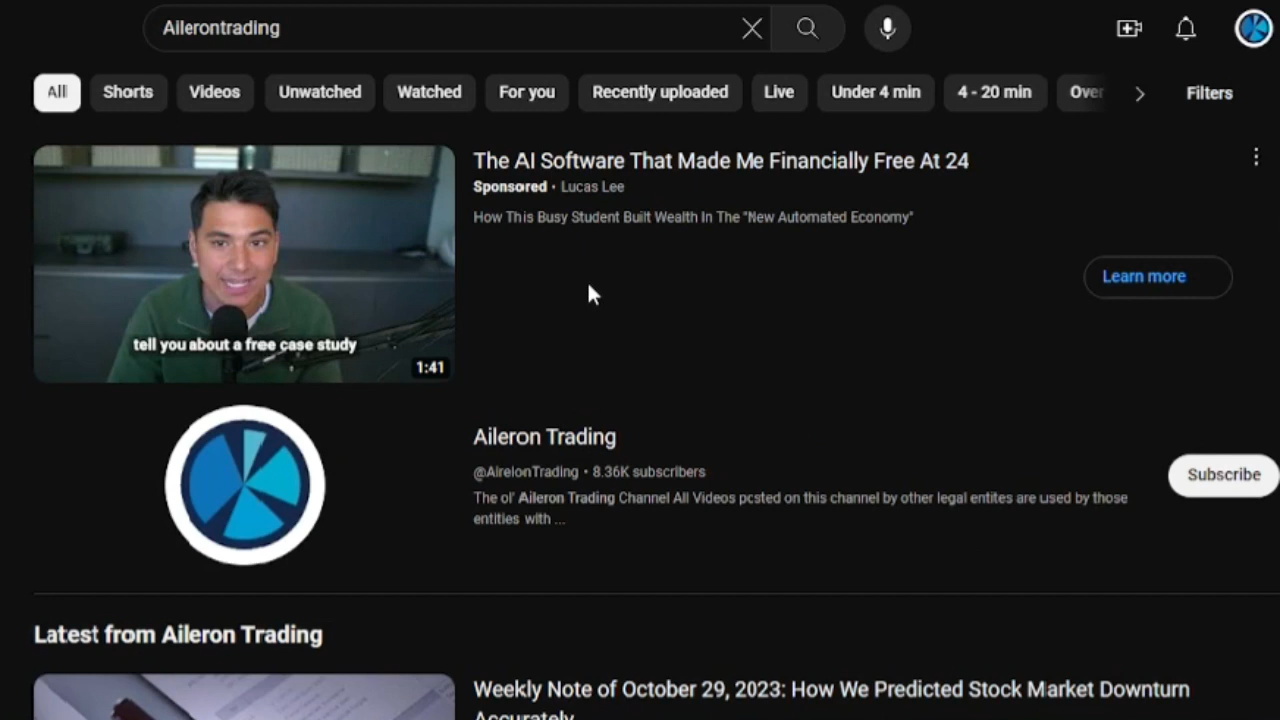 Ailerontrading
All
Shorts
Videos
Unwatched
Watched
For you
Recently uploaded
Live
Under 4 min
4 - 20 min
Over
Filters
The AI Software That Made Me Financially Free At 24
Sponsored • Lucas Lee
How This Busy Student Built Wealth In The "New Automated Economy"
Learn more
tell you about a free case study
1:41
Aileron Trading
@AirelonTrading • 8.36K subscribers
The ol' Aileron Trading Channel All Videos posted on this channel by other legal entites are used by those
entities with ...
Subscribe
Latest from Aileron Trading
Weekly Note of October 29, 2023: How We Predicted Stock Market Downturn
Accurately